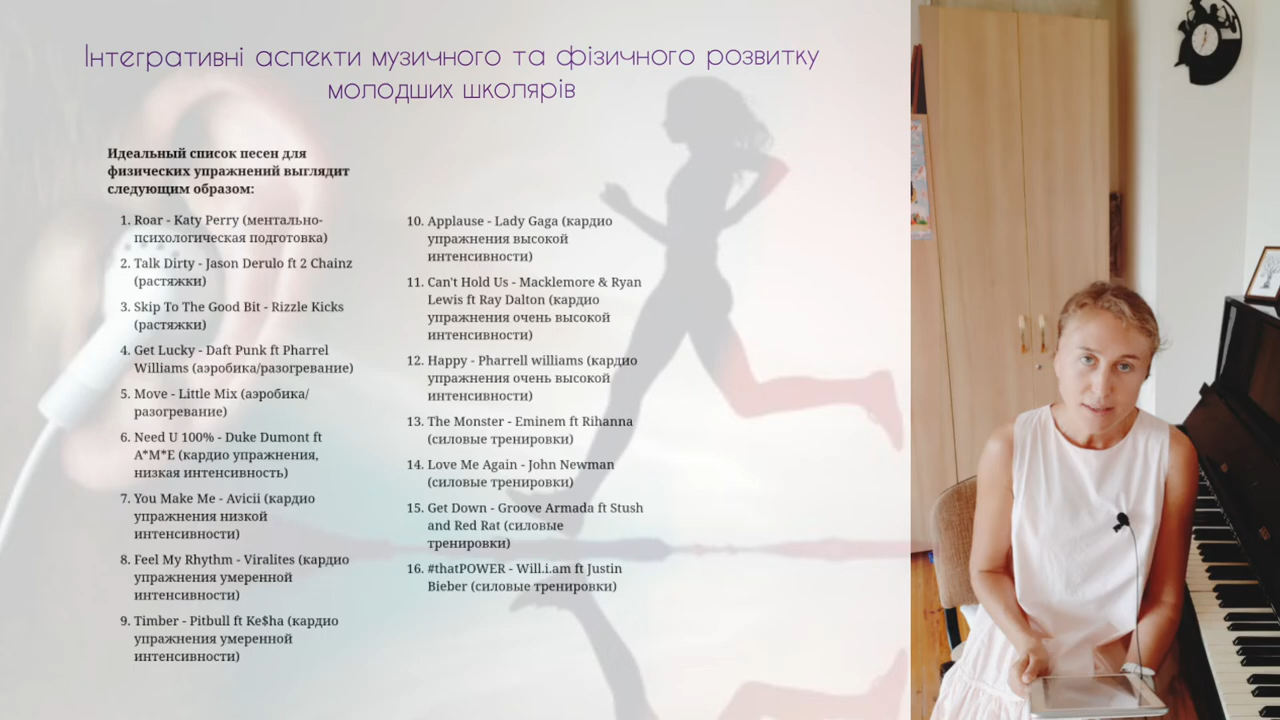 Інтегративні аспекти музичного та фізичного розвитку
молодших школярів
Идеальный список песен для
физических упражнений выглядит
следующим образом:
1. Roar - Katy Perry (ментально-
психологическая подготовка)
2. Talk Dirty - Jason Derulo ft 2 Chainz
(растяжки)
3. Skip To The Good Bit - Rizzle Kicks
(растяжки)
4. Get Lucky - Daft Punk ft Pharrel
Williams (аэробика/разогревание)
5. Move - Little Mix (аэробика/
разогревание)
6. Need U 100% - Duke Dumont ft
A*M*E (кардио упражнения,
низкая интенсивность)
7. You Make Me - Avicii (кардио
упражнения низкой
интенсивности)
8. Feel My Rhythm - Viralites (кардио
упражнения умеренной
интенсивности)
9. Timber - Pitbull ft Ke$ha (кардио
упражнения умеренной
интенсивности)
10. Applause - Lady Gaga (кардио
упражнения высокой
интенсивности)
11. Can't Hold Us - Macklemore & Ryan
Lewis ft Ray Dalton (кардио
упражнения очень высокой
интенсивности)
12. Happy - Pharrell williams (кардио
упражнения очень высокой
интенсивности)
13. The Monster - Eminem ft Rihanna
(силовые тренировки)
14. Love Me Again - John Newman
(силовые тренировки)
15. Get Down - Groove Armada ft Stush
and Red Rat (силовые
тренировки)
16. #thatPOWER - Will.i.am ft Justin
Bieber (силовые тренировки)